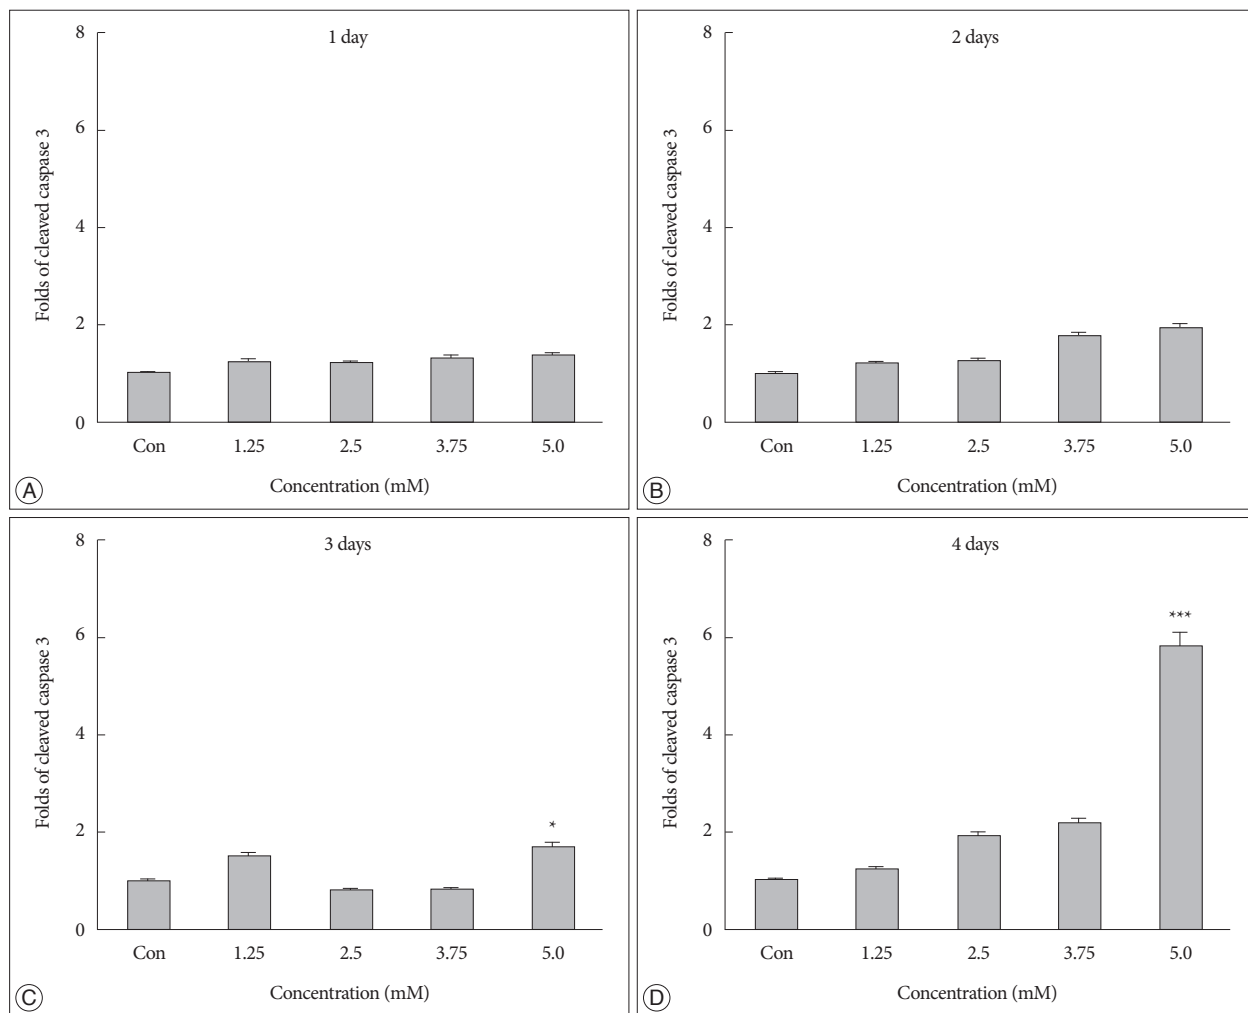 1 day
Folds of cleaved caspase 3
8
6
4
2
0
Con 1.25 2.5 3.75 5.0
Concentration (mM)
A
2 days
Folds of cleaved caspase 3
8
6
4
2
0
Con 1.25 2.5 3.75 5.0
Concentration (mM)
B
3 days
Folds of cleaved caspase 3
8
6
4
2
0
*
Con 1.25 2.5 3.75 5.0
Concentration (mM)
C
4 days
Folds of cleaved caspase 3
8
6
4
2
0
***
Con 1.25 2.5 3.75 5.0
Concentration (mM)
D